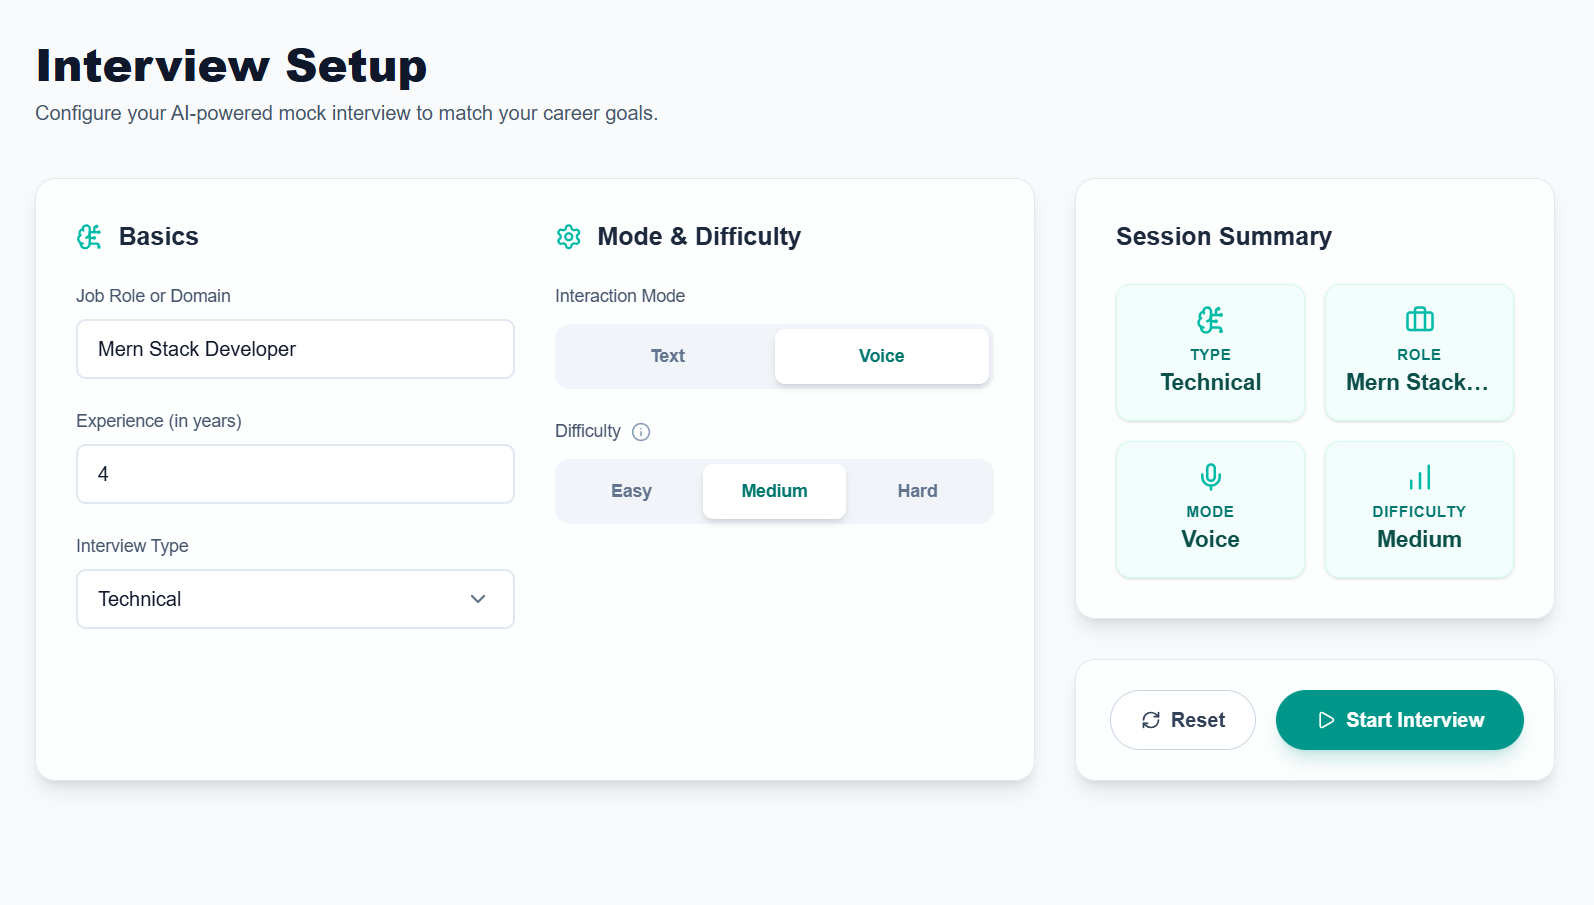 Interview Setup
Configure your AI-powered mock interview to match your career goals.
Basics
Job Role or Domain
Mern Stack Developer
Experience (in years)
4
Interview Type
Technical
Mode & Difficulty
Interaction Mode
Text
Voice
Difficulty
Easy
Medium
Hard
Session Summary
TYPE
Technical
ROLE
Mern Stack...
MODE
Voice
DIFFICULTY
Medium
Reset
Start Interview